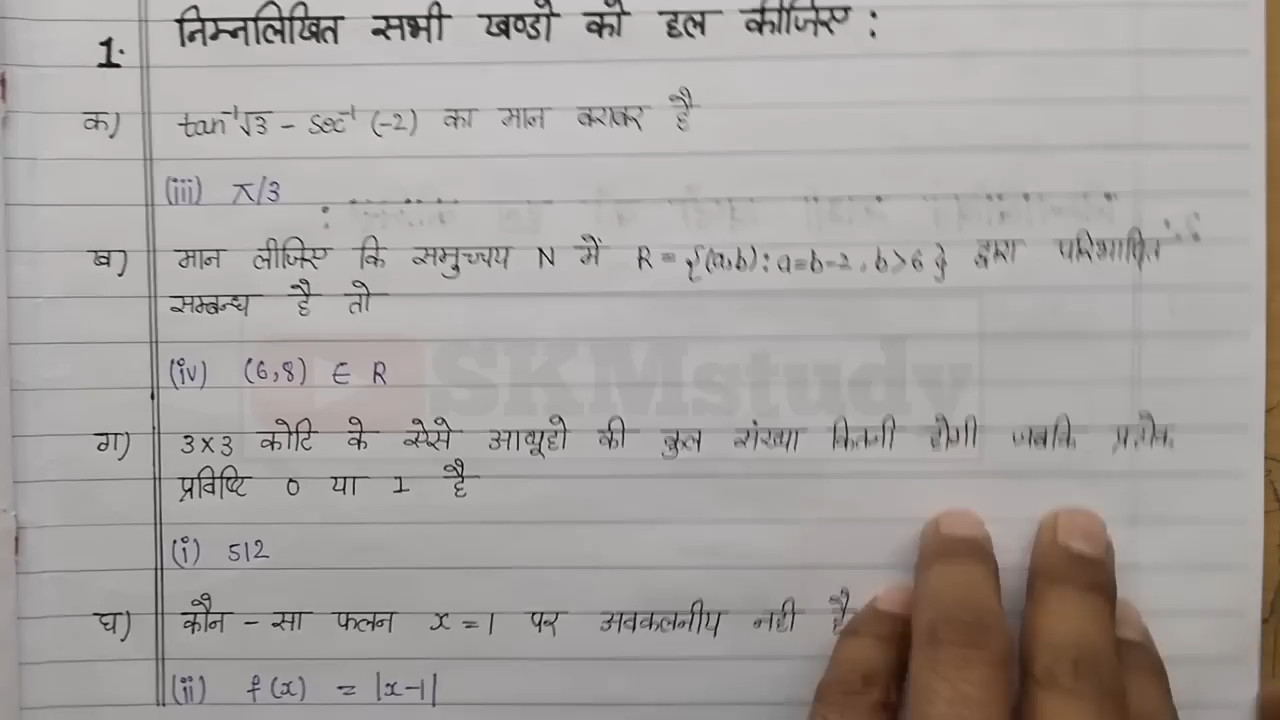 1. निम्नलिखित सभी खण्डो को हल कीजिए :
क) tan⁻¹√3 - sec⁻¹ (-2) का मान बराबर है
(iii) π/3
ख) मान लीजिए कि समुच्चय N में R = {(a,b) : a=b-2, b>6} द्वारा परिभाषित
सम्बन्ध है तो
(iv) (6,8) ∈ R
SKMstudy
ग) 3×3 कोटि के ऐसे आव्यूहो की कुल संख्या कितनी होगी जबकि प्रत्येक
प्रविष्टि 0 या 1 है
(i) 512
घ) कौन - सा फलन x = 1 पर अवकलनीय नही है
(ii) f(x) = |x-1|